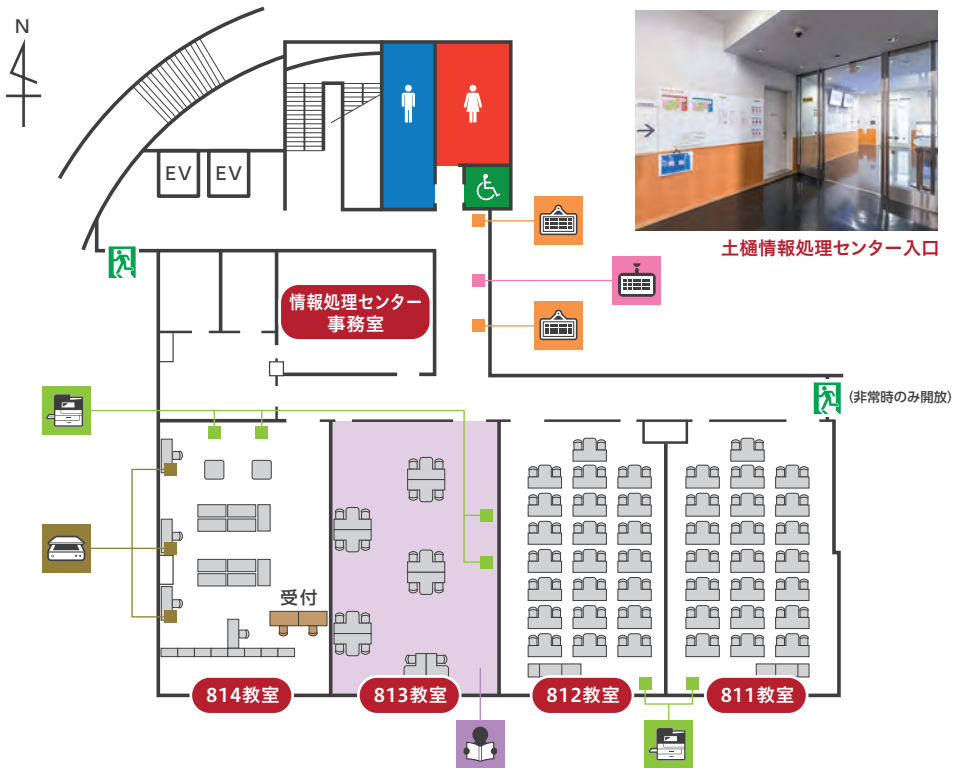 N
EV
EV
土樋情報処理センター入口
情報処理センター
事務室
(非常時のみ開放)
受付
814教室
813教室
812教室
811教室